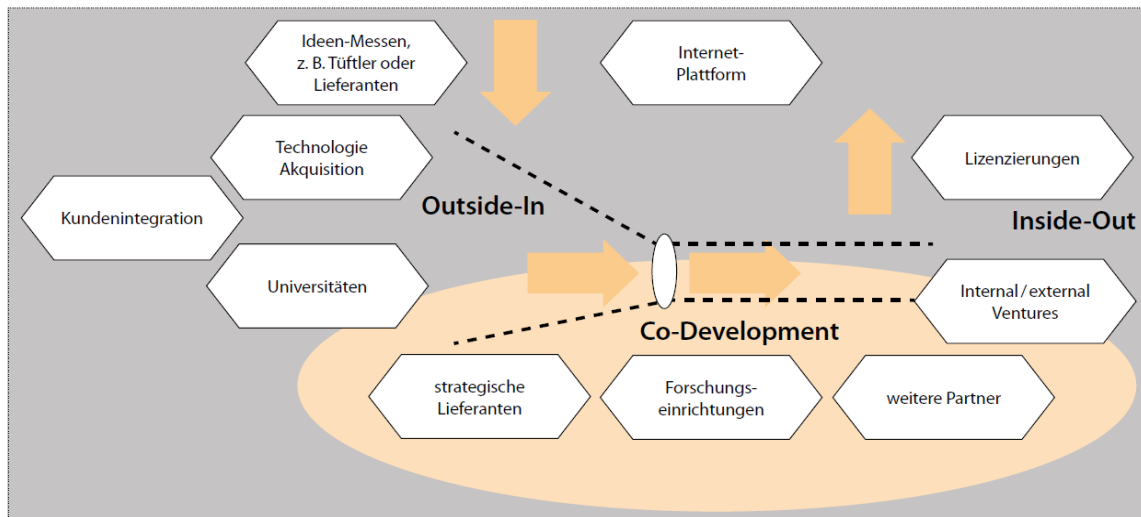 Ideen-Messen,
z. B. Tüftler oder
Lieferanten
Internet-
Plattform
Technologie
Akquisition
Lizenzierungen
Kundenintegration
Outside-In
Inside-Out
Universitäten
Internal / external
Ventures
Co-Development
strategische
Lieferanten
Forschungs-
einrichtungen
weitere Partner